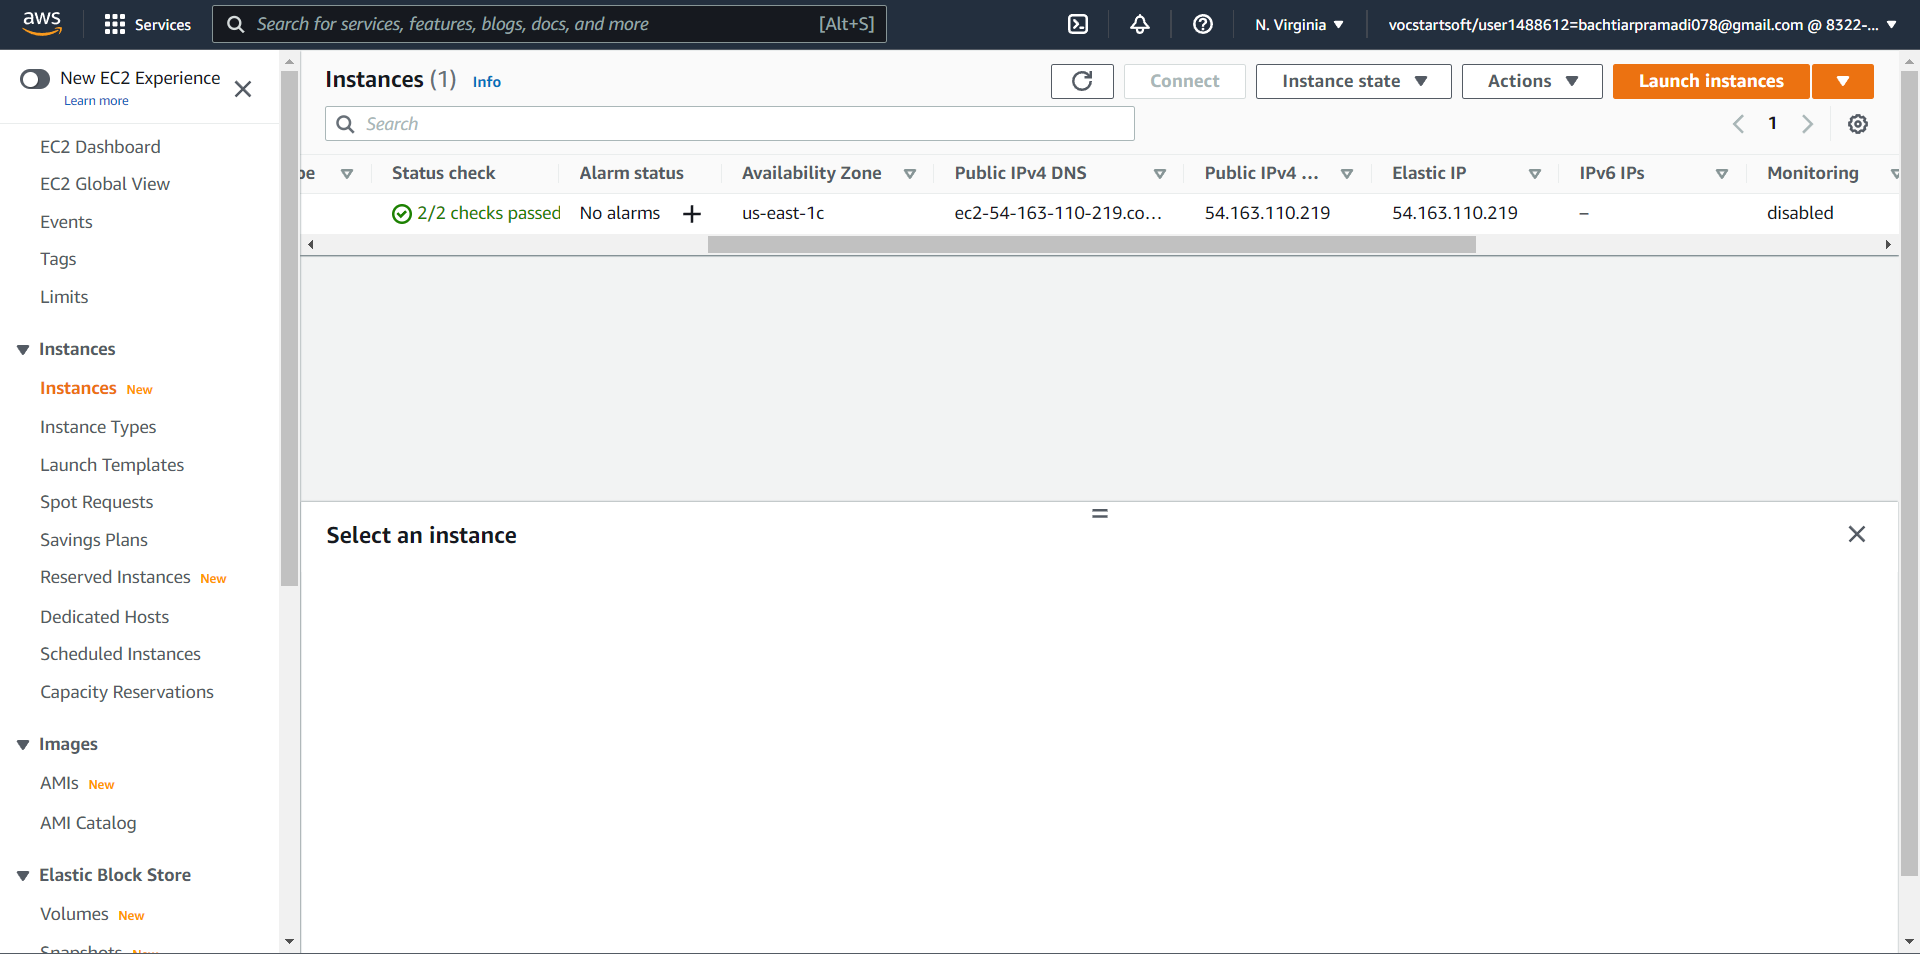 aws
Services
Search for services, features, blogs, docs, and more
[Alt+S]
N. Virginia
vocstartsoft/user1488612=bachtiarpramadi078@gmail.com @ 8322-...
New EC2 Experience
Learn more
EC2 Dashboard
EC2 Global View
Events
Tags
Limits
Instances
Instances New
Instance Types
Launch Templates
Spot Requests
Savings Plans
Reserved Instances New
Dedicated Hosts
Scheduled Instances
Capacity Reservations
Images
AMIs New
AMI Catalog
Elastic Block Store
Volumes New
Snapshots New
Instances (1) Info
Connect
Instance state
Actions
Launch instances
Search
1
pe Status check Alarm status Availability Zone Public IPv4 DNS Public IPv4 ... Elastic IP IPv6 IPs Monitoring
2/2 checks passed No alarms + us-east-1c ec2-54-163-110-219.co... 54.163.110.219 54.163.110.219 – disabled
Select an instance